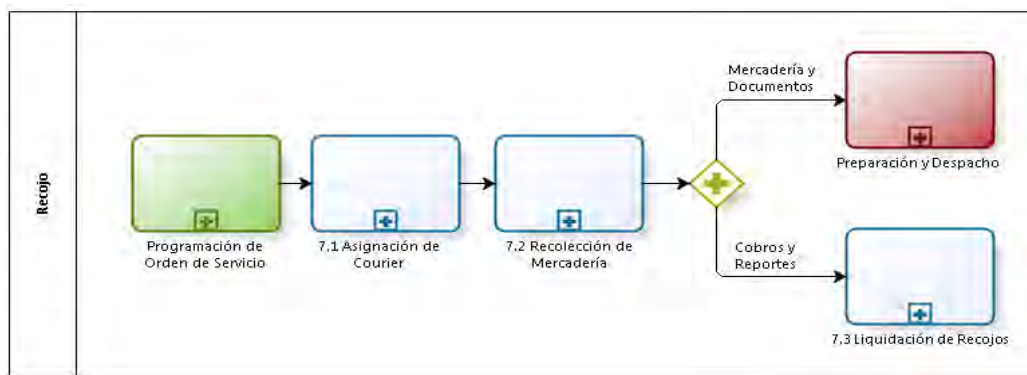 Recojo
Programación de
Orden de Servicio
7.1 Asignación de
Courier
7.2 Recolección de
Mercadería
Mercadería y
Documentos
Preparación y Despacho
Cobros y
Reportes
7.3 Liquidación de Recojos